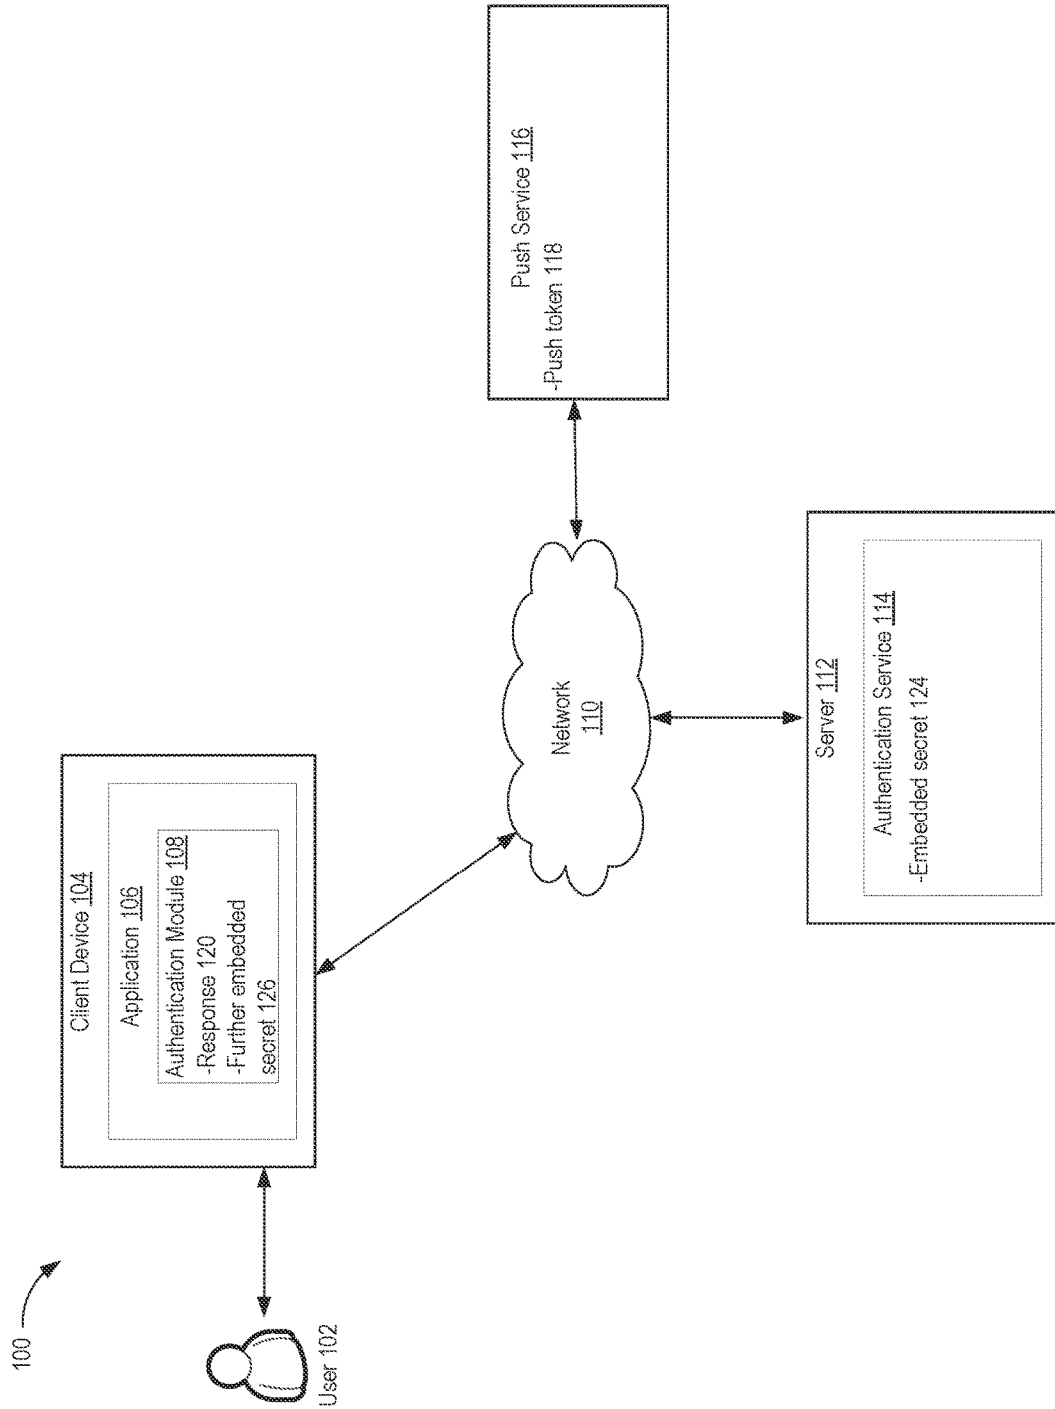 100
User 102
Client Device 104
Application 106
Authentication Module 108
-Response 120
-Further embedded
secret 126
Network
110
Push Service 116
-Push token 118
Server 112
Authentication Service 114
-Embedded secret 124